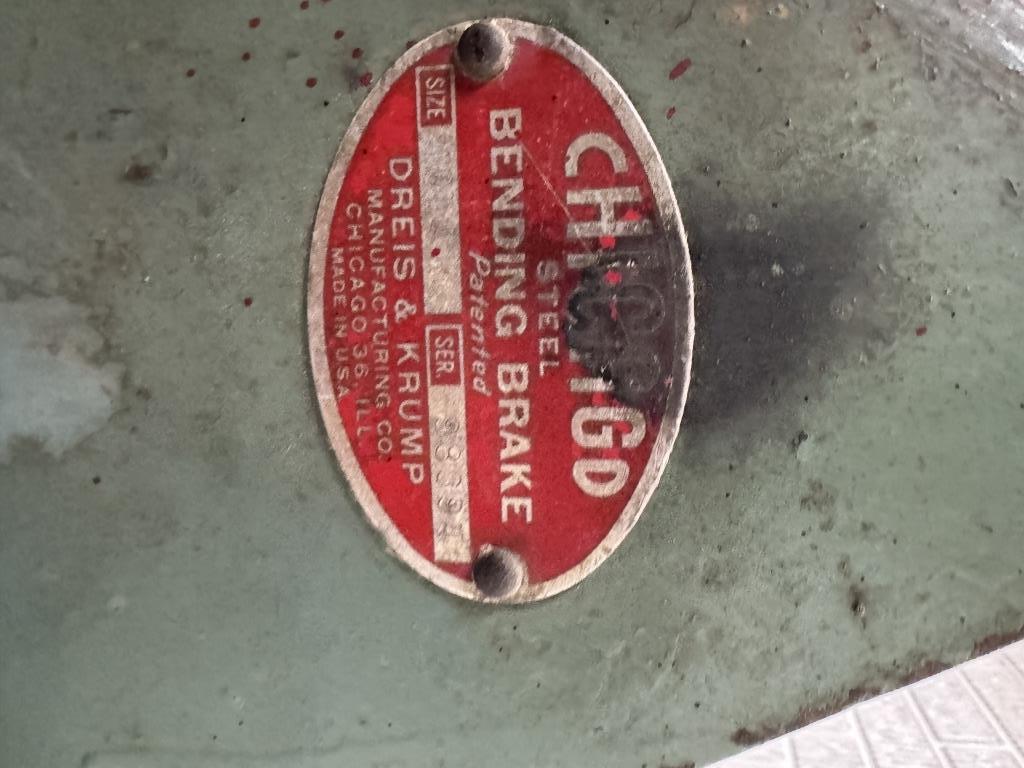 STEEL
BENDING BRAKE
Patented
SIZE SER.
DREIS & KRUMP
MANUFACTURING CO.
CHICAGO 36, ILL.
MADE IN U.S.A.